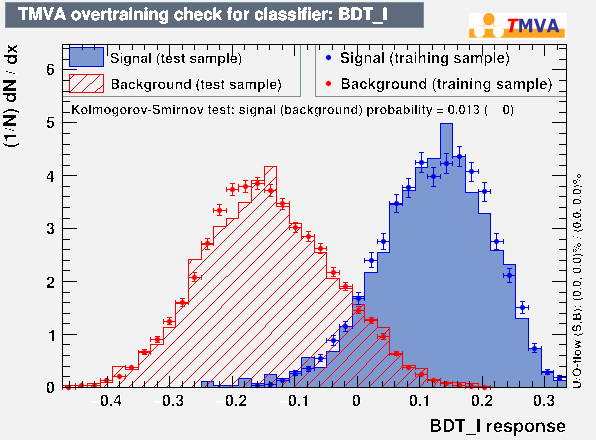 TMVA overtraining check for classifier: BDT_I
TMVA
Signal (test sample)
Background (test sample)
Signal (training sample)
Background (training sample)
Kolmogorov-Smirnov test: signal (background) probability = 0.013 ( 0)
(1/N) dN / dx
6
5
4
3
2
1
0
-0.4 -0.3 -0.2 -0.1 0 0.1 0.2 0.3
BDT_I response
U/O-flow (S,B): (0.0, 0.0)% / (0.0, 0.0)%